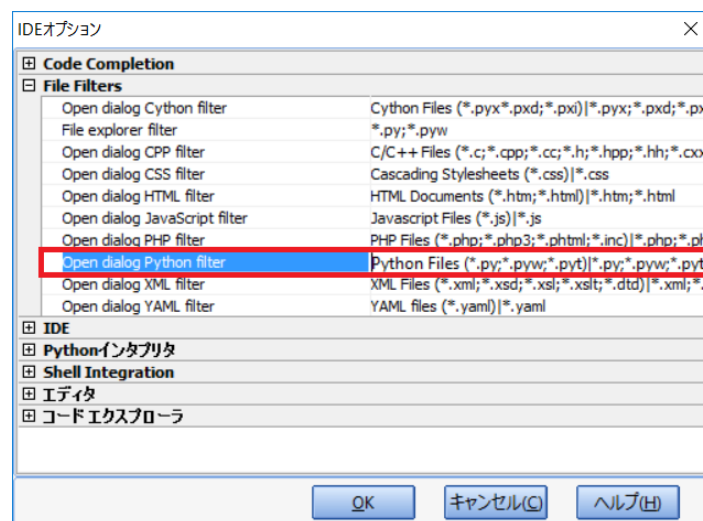 IDEオプション
Code Completion
File Filters
Open dialog Cython filter Cython Files (*.pyx*.pxd;*.pxi)|*.pyx;*.pxd;*.px
File explorer filter *.py;*.pyw
Open dialog CPP filter C/C++ Files (*.c;*.cpp;*.cc;*.h;*.hpp;*.hh;*.cxx
Open dialog CSS filter Cascading Stylesheets (*.css)|*.css
Open dialog HTML filter HTML Documents (*.htm;*.html)|*.htm;*.html
Open dialog JavaScript filter Javascript Files (*.js)|*.js
Open dialog PHP filter PHP Files (*.php;*.php3;*.phtml;*.inc)|*.php;*.ph
Open dialog Python filter Python Files (*.py;*.pyw;*.pyt)|*.py;*.pyw;*.pyt
Open dialog XML filter XML Files (*.xml;*.xsd;*.xsl;*.xslt;*.dtd)|*.xml;*.
Open dialog YAML filter YAML files (*.yaml)|*.yaml
IDE
Pythonインタプリタ
Shell Integration
エディタ
コード エクスプローラ
OK キャンセル(C) ヘルプ(H)